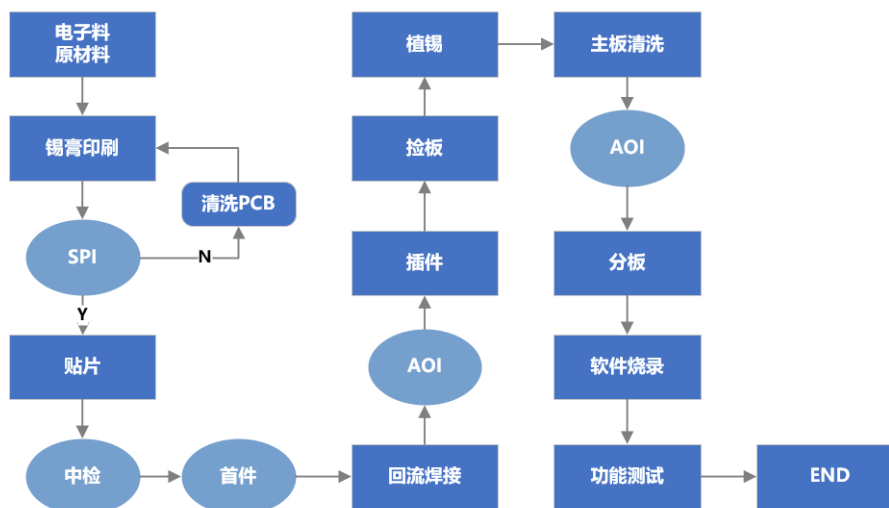 电子料
原材料
锡膏印刷
清洗PCB
SPI
N
Y
贴片
中检
首件
回流焊接
AOI
插件
捡板
植锡
主板清洗
AOI
分板
软件烧录
功能测试
END